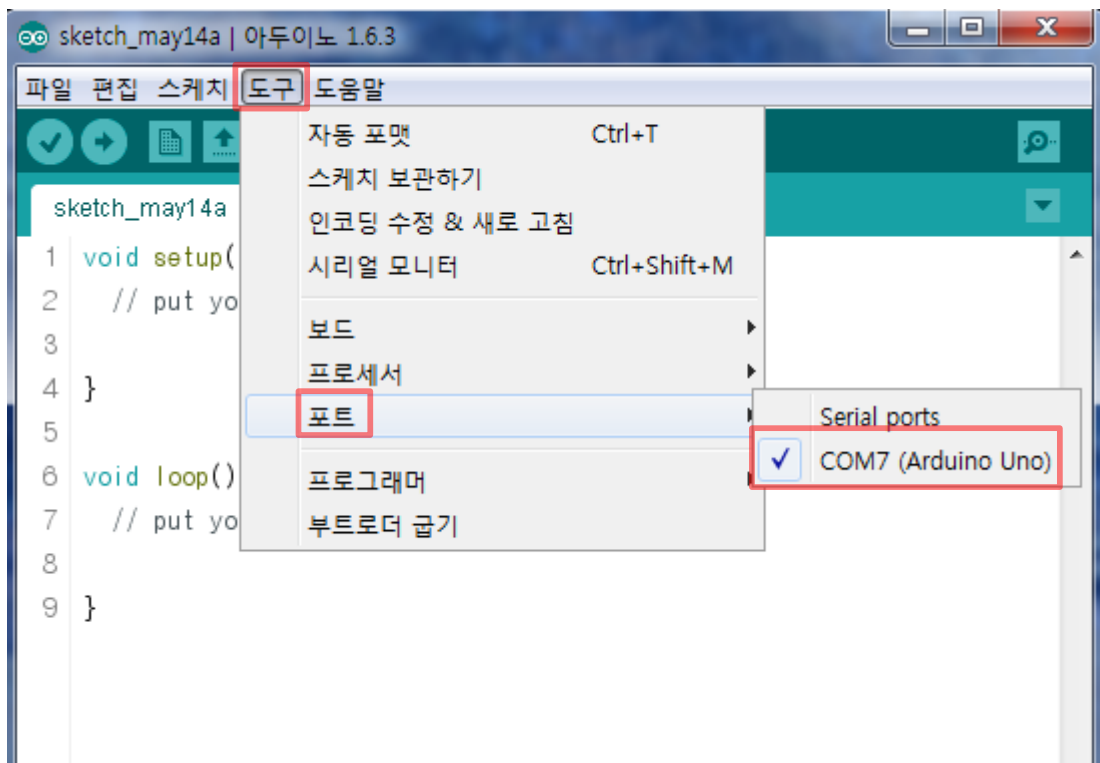 sketch_may14a | 아두이노 1.6.3
파일 편집 스케치 도구 도움말
자동 포맷 Ctrl+T
스케치 보관하기
인코딩 수정 & 새로 고침
시리얼 모니터 Ctrl+Shift+M
보드
프로세서
포트
프로그래머
부트로더 굽기
Serial ports
✓ COM7 (Arduino Uno)
sketch_may14a
1 void setup(
2 // put yo
3
4 }
5
6 void loop()
7 // put yo
8
9 }